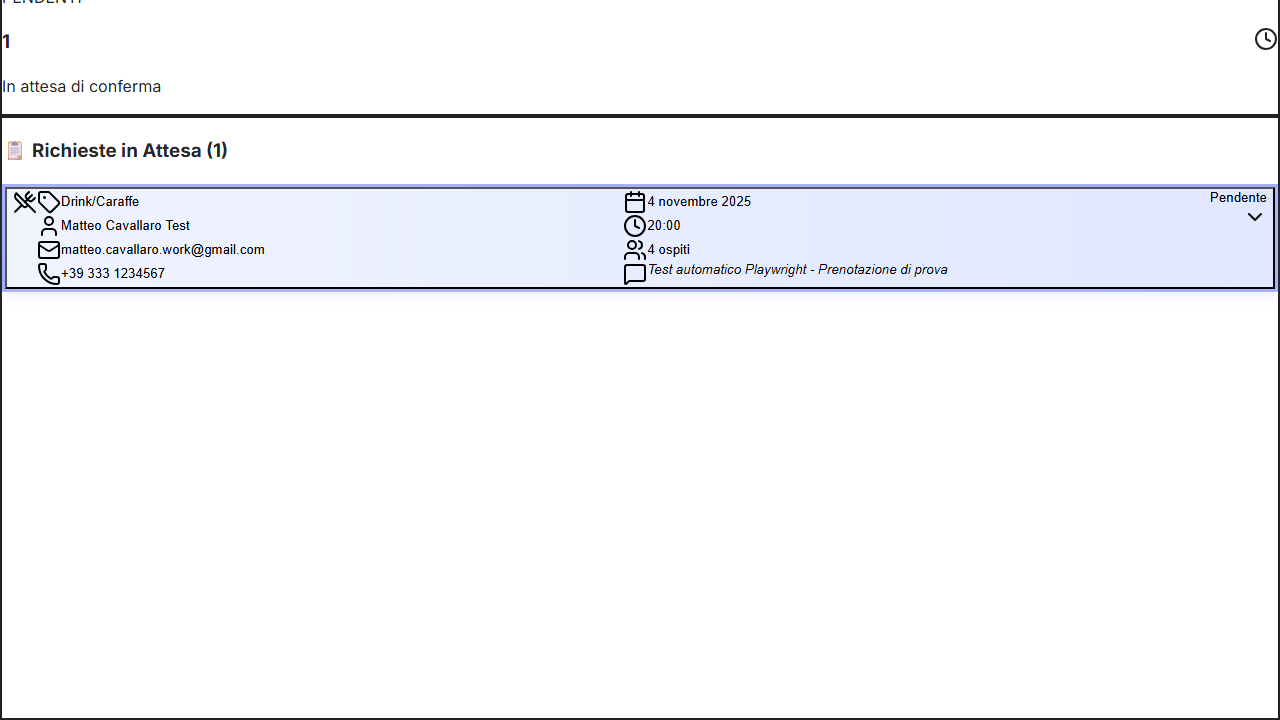 PENDENTI
1
In attesa di conferma
Richieste in Attesa (1)
Drink/Caraffe
Matteo Cavallaro Test
matteo.cavallaro.work@gmail.com
+39 333 1234567
4 novembre 2025
20:00
4 ospiti
Test automatico Playwright - Prenotazione di prova
Pendente